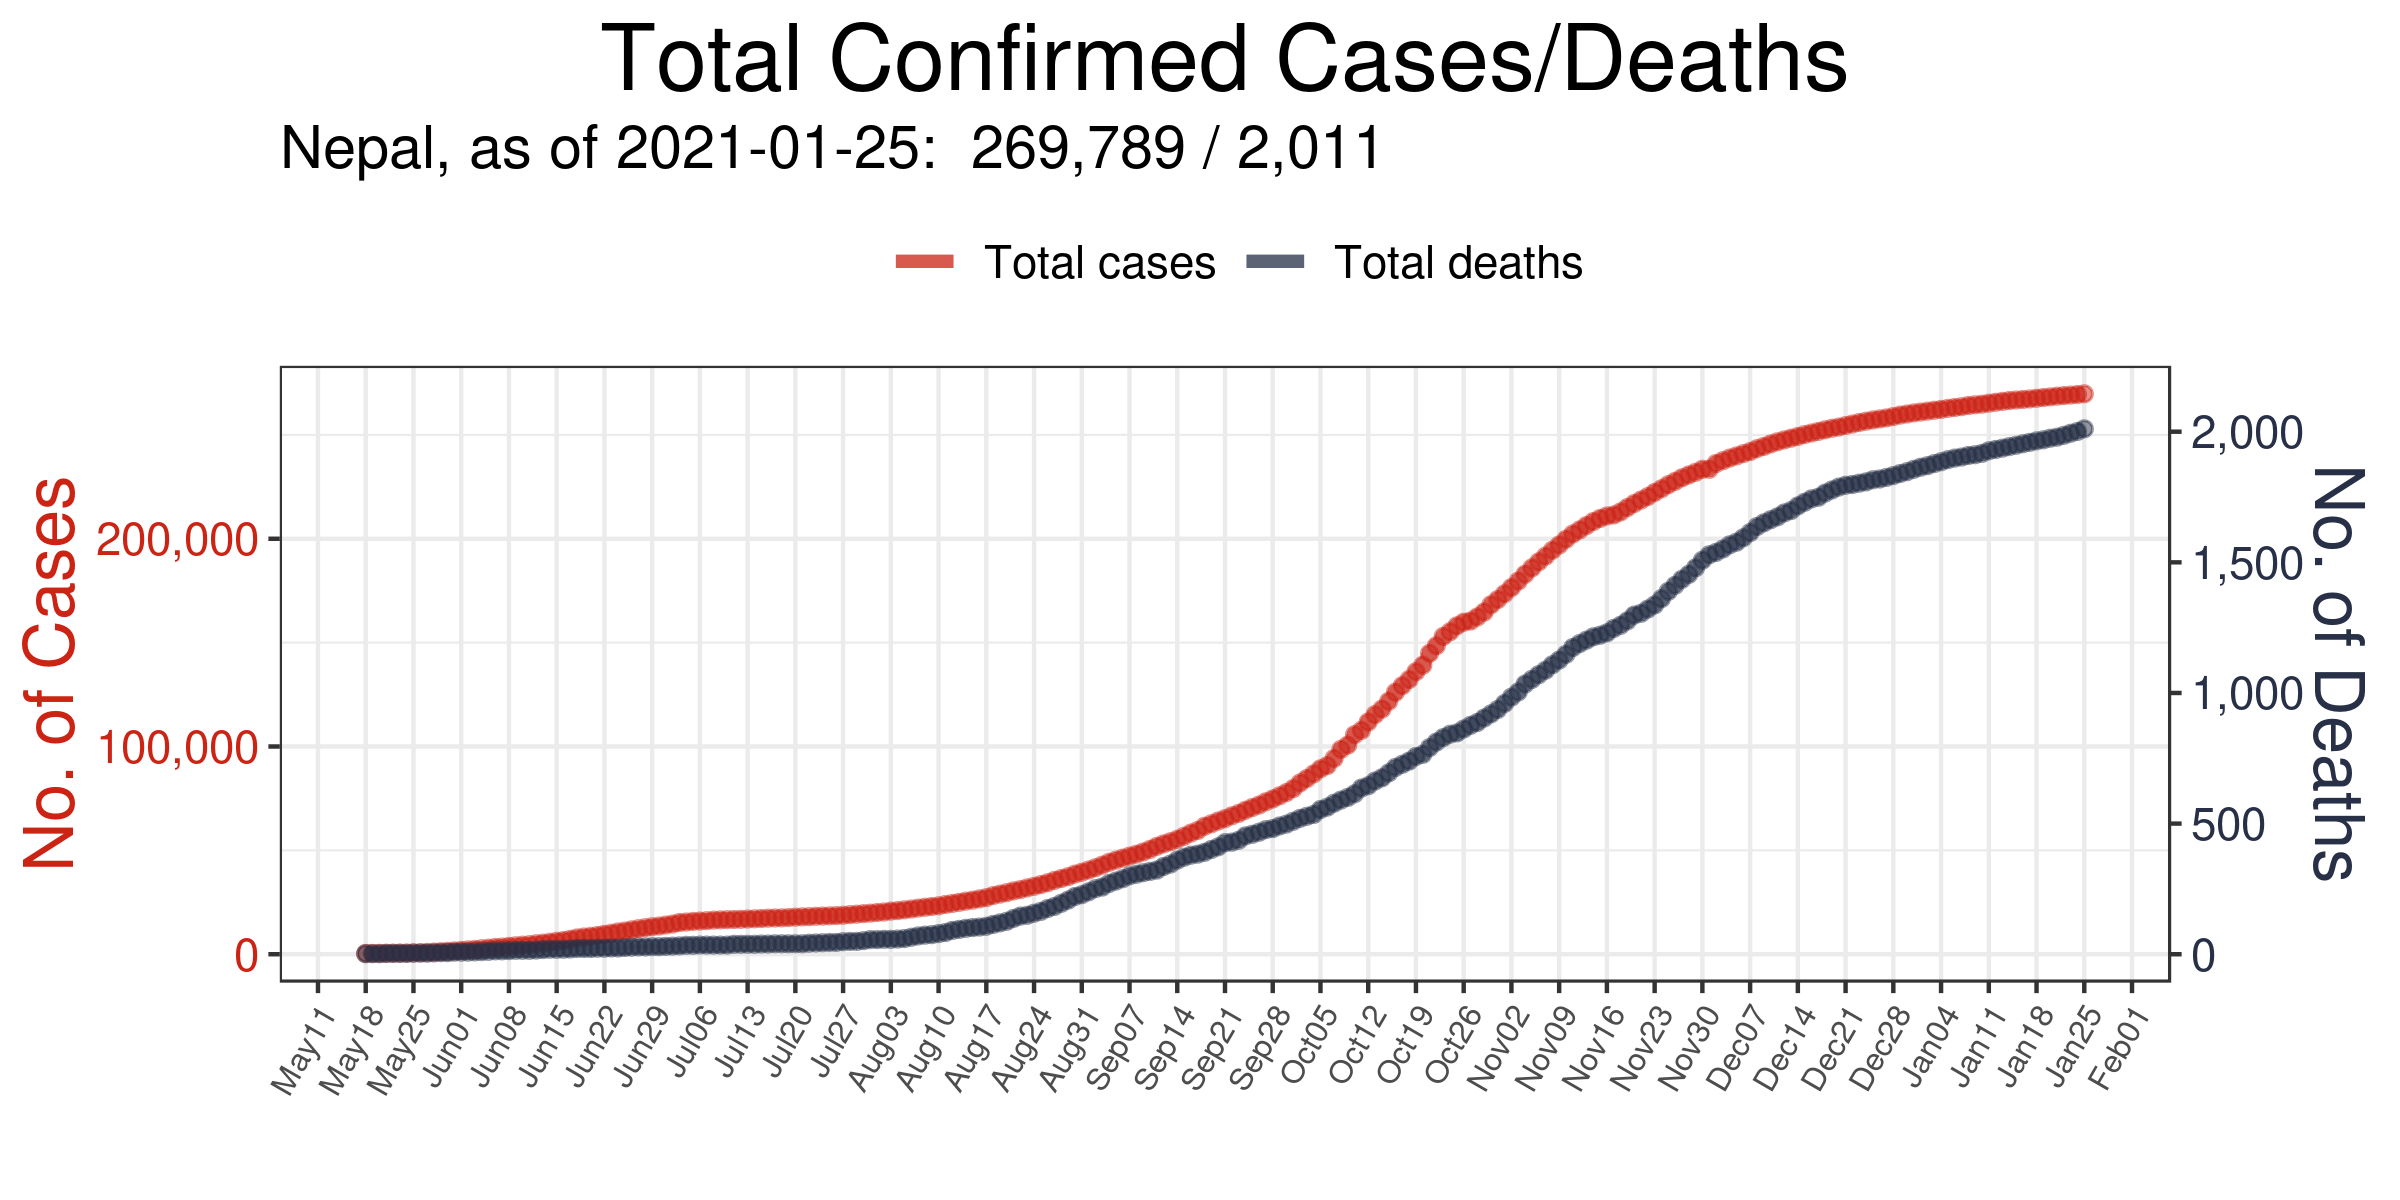 Total Confirmed Cases/Deaths
Nepal, as of 2021-01-25:  269,789 / 2,011
Total cases
Total deaths
No. of Cases
200,000
100,000
0
2,000
1,500
1,000
500
0
No. of Deaths
May11
May18
May25
Jun01
Jun08
Jun15
Jun22
Jun29
Jul06
Jul13
Jul20
Jul27
Aug03
Aug10
Aug17
Aug24
Aug31
Sep07
Sep14
Sep21
Sep28
Oct05
Oct12
Oct19
Oct26
Nov02
Nov09
Nov16
Nov23
Nov30
Dec07
Dec14
Dec21
Dec28
Jan04
Jan11
Jan18
Jan25
Feb01